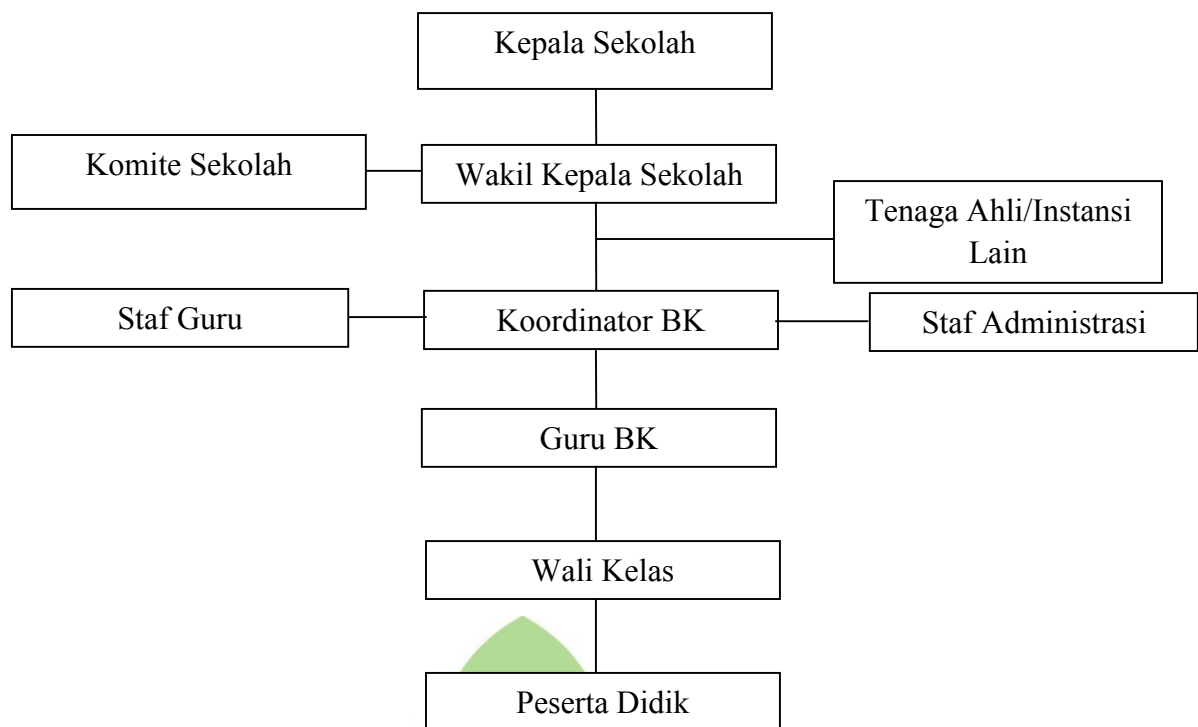 Kepala Sekolah
Komite Sekolah
Wakil Kepala Sekolah
Tenaga Ahli/Instansi
Lain
Staf Guru
Koordinator BK
Staf Administrasi
Guru BK
Wali Kelas
Peserta Didik